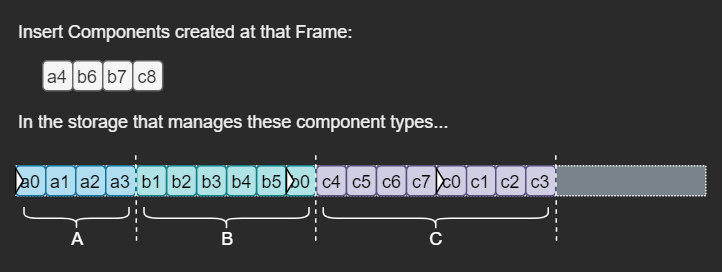 Insert Components created at that Frame:
a4 b6 b7 c8
In the storage that manages these component types...
a0 a1 a2 a3 b1 b2 b3 b4 b5 b0 c4 c5 c6 c7 c0 c1 c2 c3
A B C